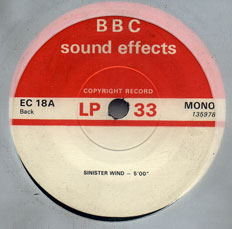 BBC
sound effects
COPYRIGHT RECORD
EC 18A LP 33 MONO
Back 135976
SINISTER WIND – 5'00"